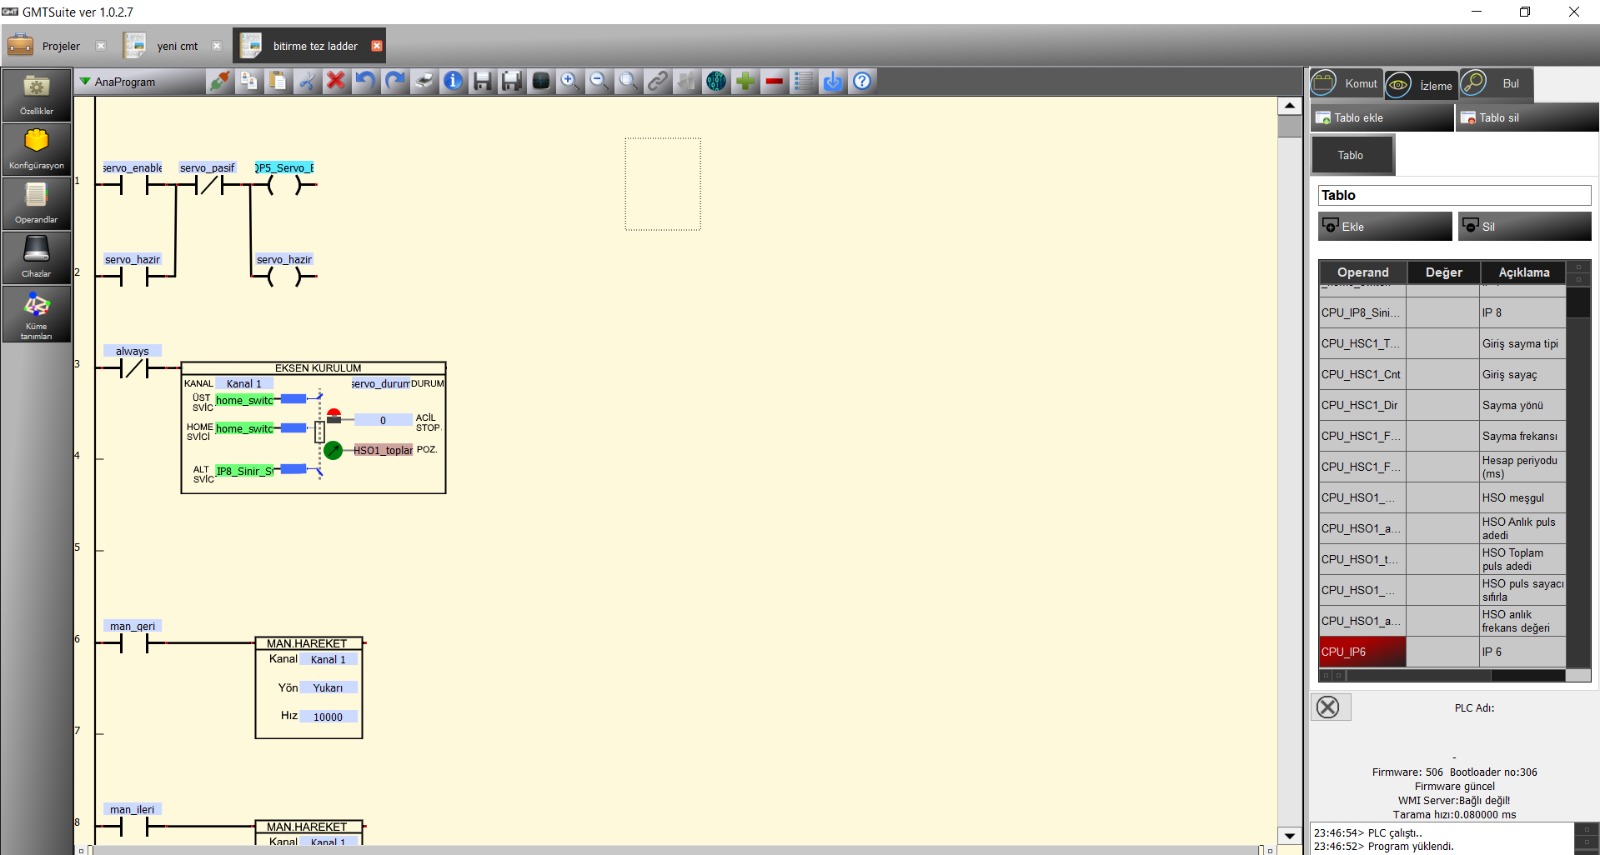 GMTSuite ver 1.0.2.7
Projeler
yeni cmt
bitirme tez ladder
Özellikler
Konfigürasyon
Operandlar
Cihazlar
Küme
tanımları
AnaProgram
1
servo_enable
servo_pasif
QP5_Servo_E
2
servo_hazir
servo_hazir
3
always
EKSEN KURULUM
KANAL Kanal 1
servo_durum DURUM
ÜST
SVİC home_switc
0 ACİL
STOP.
HOME
SVİCİ home_switc
HSO1_toplar POZ.
4
ALT
SVİC IP8_Sinir_S
5
6
man_geri
MAN.HAREKET
Kanal Kanal 1
Yön Yukarı
Hız 10000
7
8
man_ileri
MAN.HAREKET
Kanal Kanal 1
Komut
İzleme
Bul
Tablo ekle
Tablo sil
Tablo
Tablo
Ekle
Sil
Operand Değer Açıklama
CPU_IP8_Sini... IP 8
CPU_HSC1_T... Giriş sayma tipi
CPU_HSC1_Cnt Giriş sayaç
CPU_HSC1_Dir Sayma yönü
CPU_HSC1_F... Sayma frekansı
CPU_HSC1_F... Hesap periyodu
(ms)
CPU_HSO1_... HSO meşgul
CPU_HSO1_a... HSO Anlık puls
adedi
CPU_HSO1_t... HSO Toplam
puls adedi
CPU_HSO1_... HSO puls sayacı
sıfırla
CPU_HSO1_a... HSO anlık
frekans değeri
CPU_IP6 IP 6
PLC Adı:
-
Firmware: 506 Bootloader no:306
Firmware güncel
WMI Server:Bağlı değil!
Tarama hızı:0.080000 ms
23:46:54> PLC çalıştı..
23:46:52> Program yüklendi.